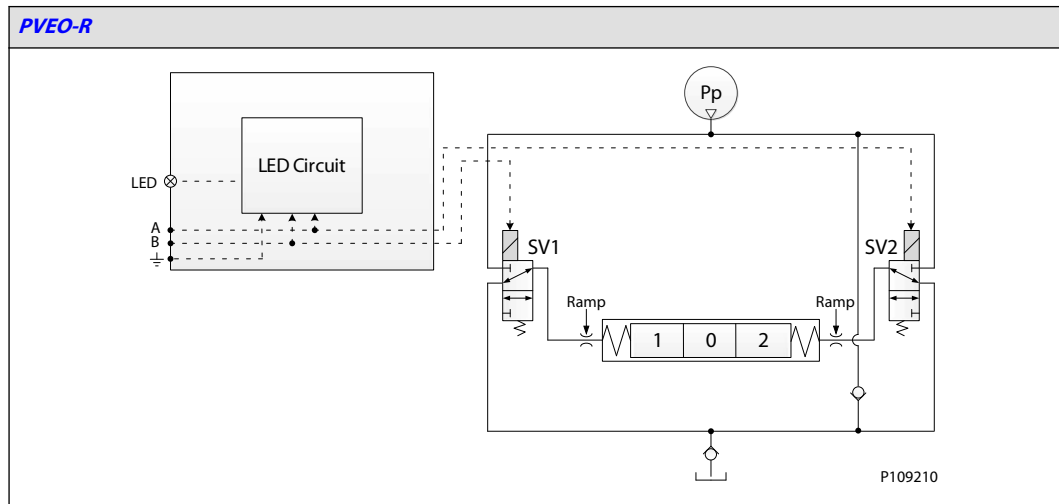 PVEO-R
Pp
LED Circuit
LED
A
B
SV1
SV2
Ramp
Ramp
1 0 2
P109210